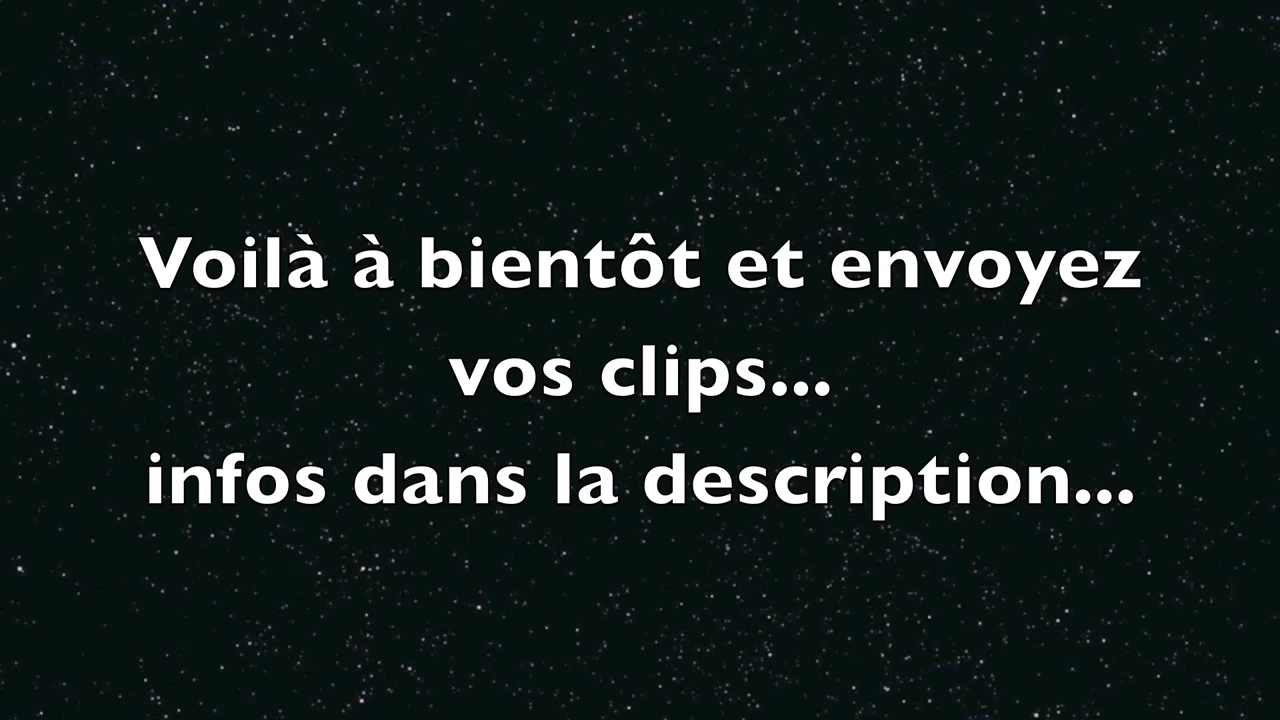 Voilà à bientôt et envoyez
vos clips...
infos dans la description...